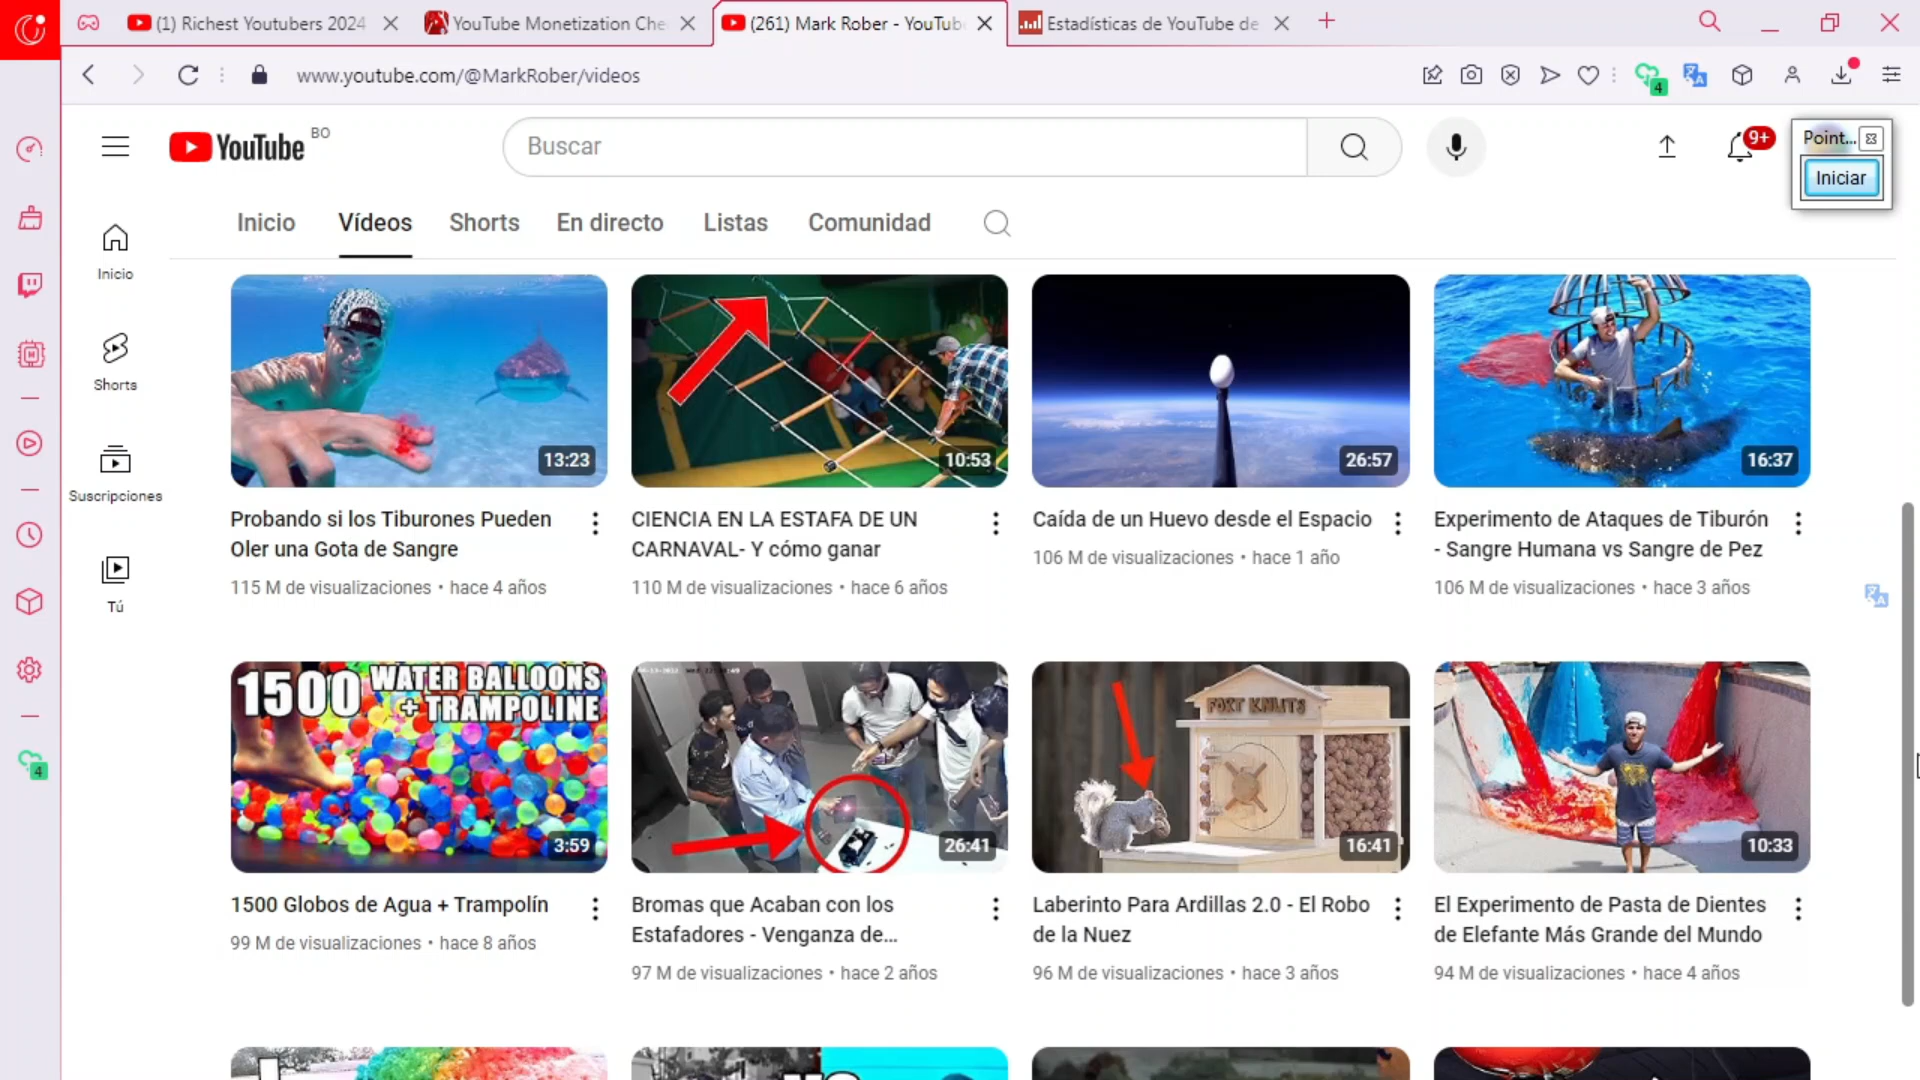 (1) Richest Youtubers 2024
YouTube Monetization Che
(261) Mark Rober - YouTub
Estadísticas de YouTube de
www.youtube.com/@MarkRober/videos
4
YouTube BO
Buscar
9+
Point...
Iniciar
Inicio Vídeos Shorts En directo Listas Comunidad
Inicio
Shorts
Suscripciones
Tú
4
13:23
10:53
26:57
16:37
Probando si los Tiburones Pueden
Oler una Gota de Sangre
115 M de visualizaciones • hace 4 años
CIENCIA EN LA ESTAFA DE UN
CARNAVAL- Y cómo ganar
110 M de visualizaciones • hace 6 años
Caída de un Huevo desde el Espacio
106 M de visualizaciones • hace 1 año
Experimento de Ataques de Tiburón
- Sangre Humana vs Sangre de Pez
106 M de visualizaciones • hace 3 años
1500 WATER BALLOONS
+ TRAMPOLINE
3:59
26:41
FORT KNUTS
16:41
10:33
1500 Globos de Agua + Trampolín
99 M de visualizaciones • hace 8 años
Bromas que Acaban con los
Estafadores - Venganza de...
97 M de visualizaciones • hace 2 años
Laberinto Para Ardillas 2.0 - El Robo
de la Nuez
96 M de visualizaciones • hace 3 años
El Experimento de Pasta de Dientes
de Elefante Más Grande del Mundo
94 M de visualizaciones • hace 4 años